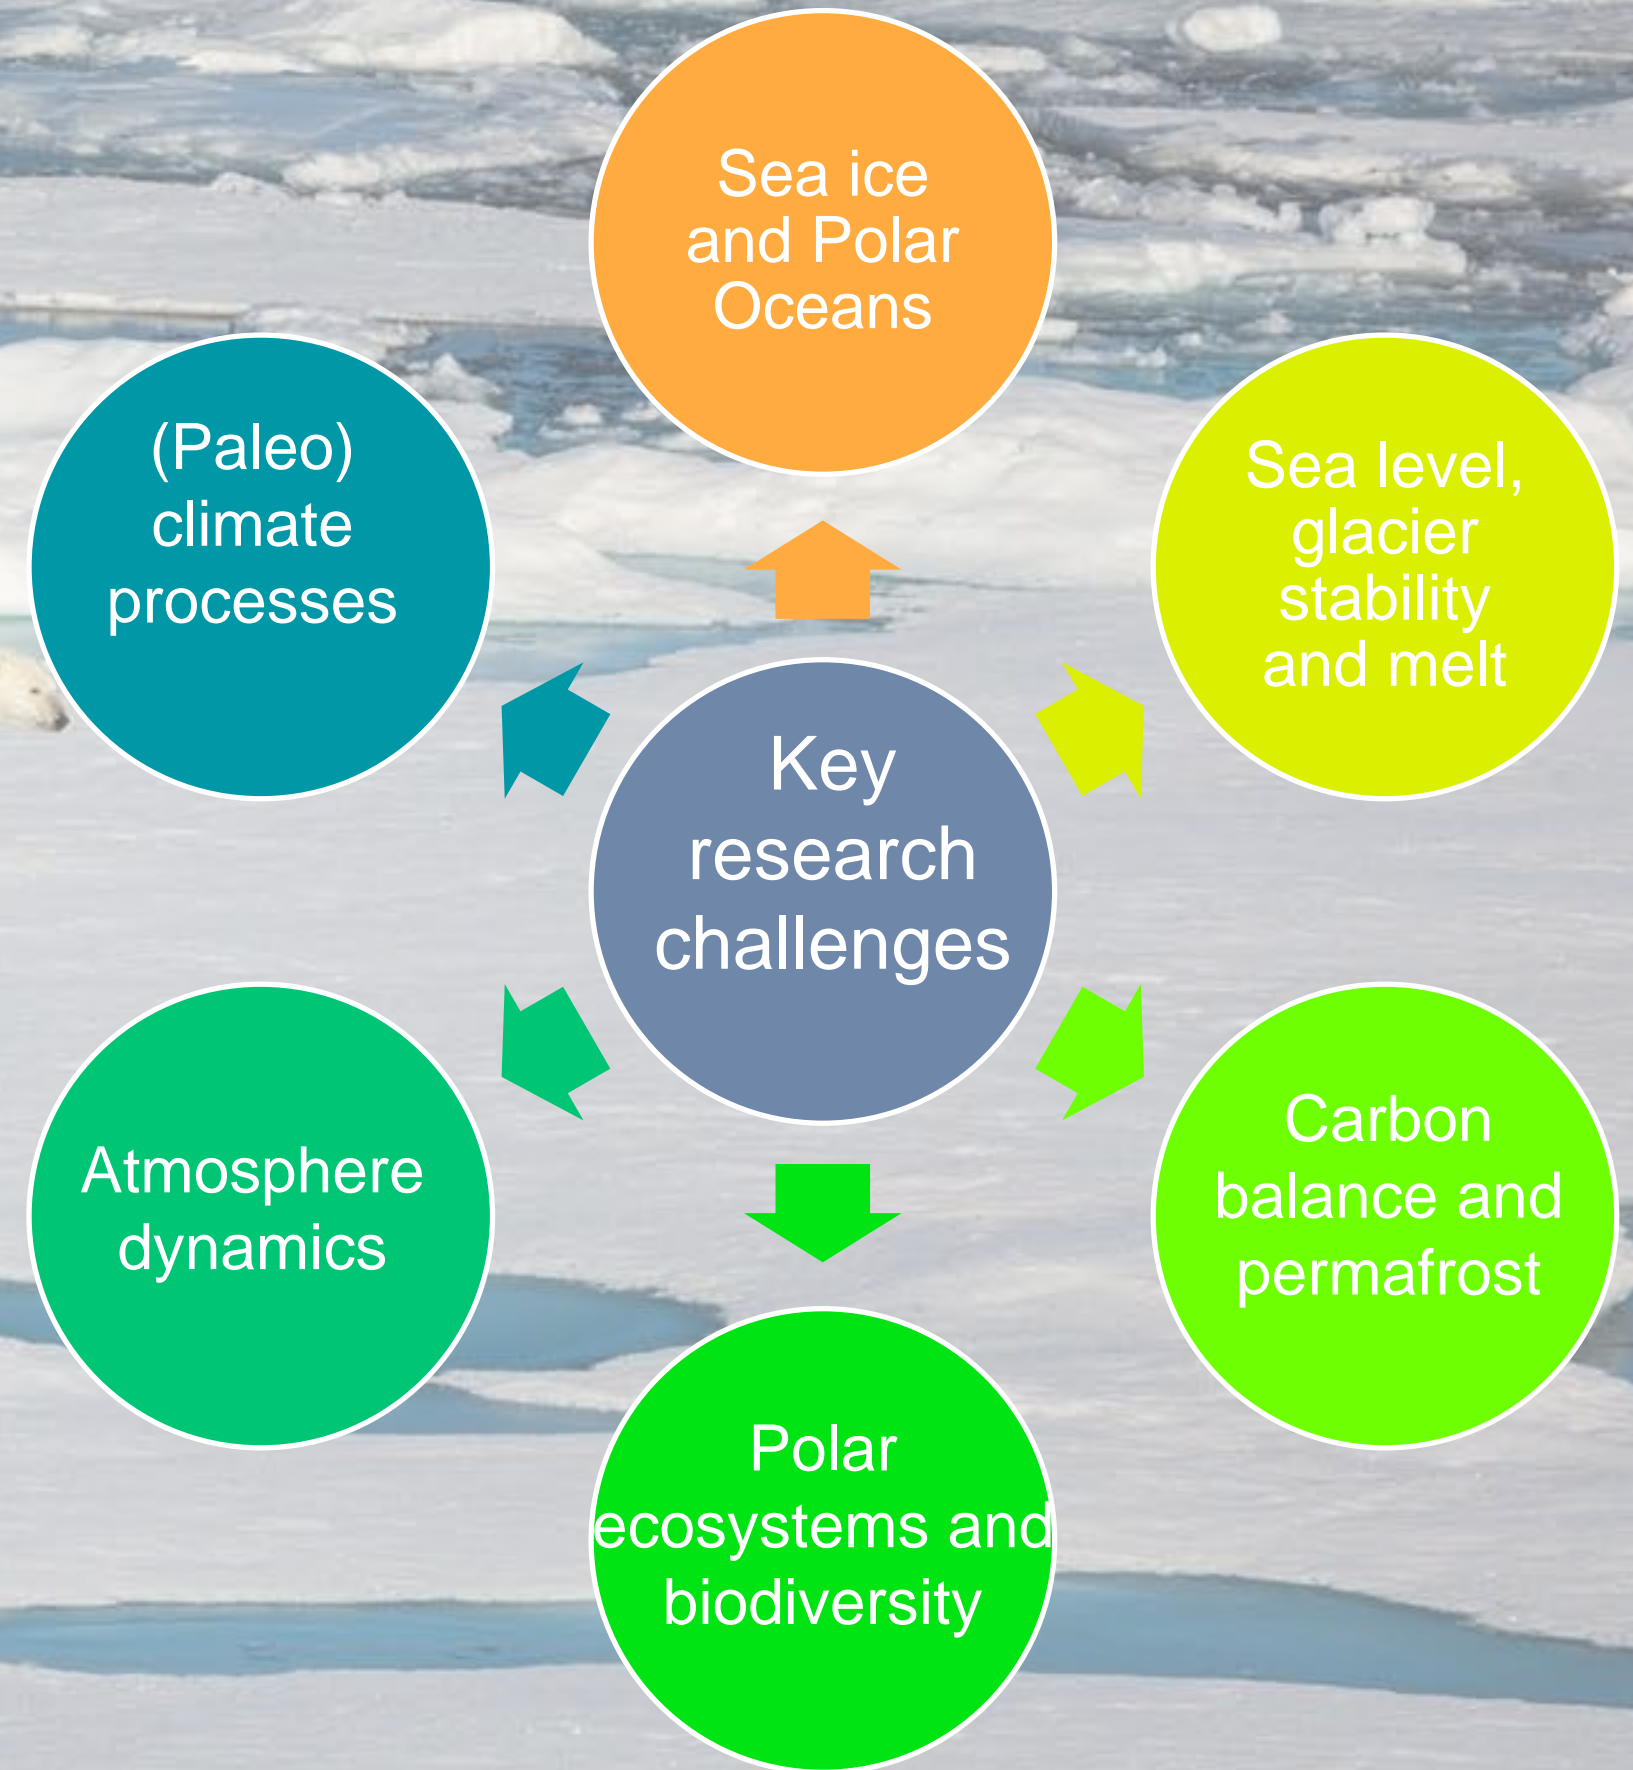 Sea ice
and Polar
Oceans
(Paleo)
climate
processes
Sea level,
glacier
stability
and melt
Key
research
challenges
Atmosphere
dynamics
Carbon
balance and
permafrost
Polar
ecosystems and
biodiversity